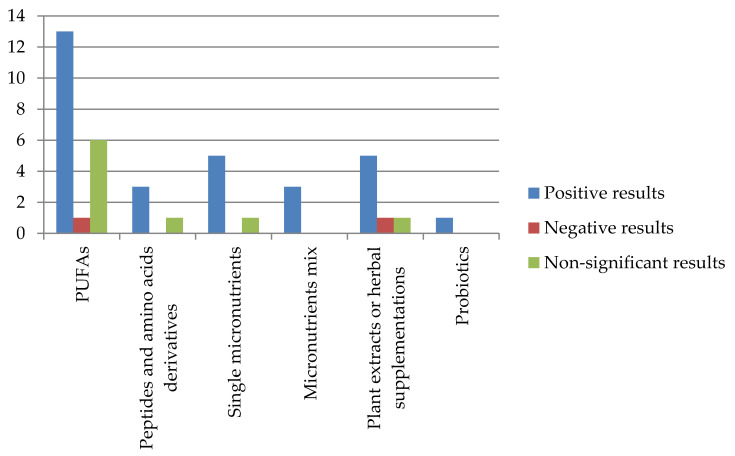 14
12
10
8
6
4
2
0
PUFAs
Peptides and amino acids
derivatives
Single micronutrients
Micronutrients mix
Plant extracts or herbal
supplementations
Probiotics
Positive results
Negative results
Non-significant results